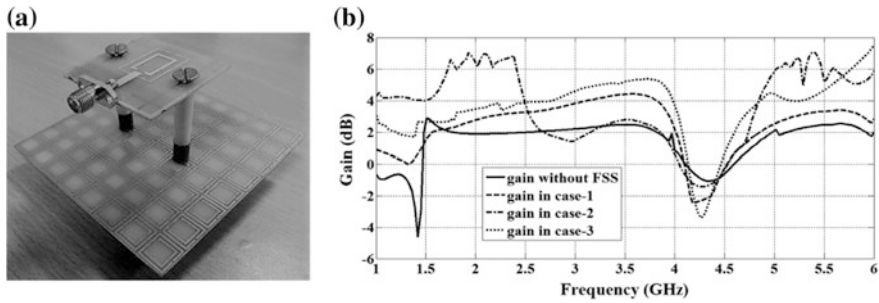 (a)
(b)
8
6
4
2
0
-2
-4
-6
Gain (dB)
gain without FSS
gain in case-1
gain in case-2
gain in case-3
1 1.5 2 2.5 3 3.5 4 4.5 5 5.5 6
Frequency (GHz)